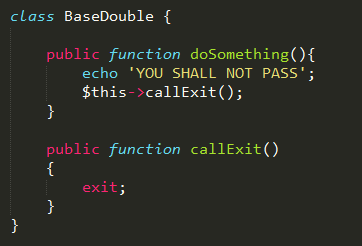 class BaseDouble {
public function doSomething(){
echo 'YOU SHALL NOT PASS';
$this->callExit();
}
public function callExit()
{
exit;
}
}